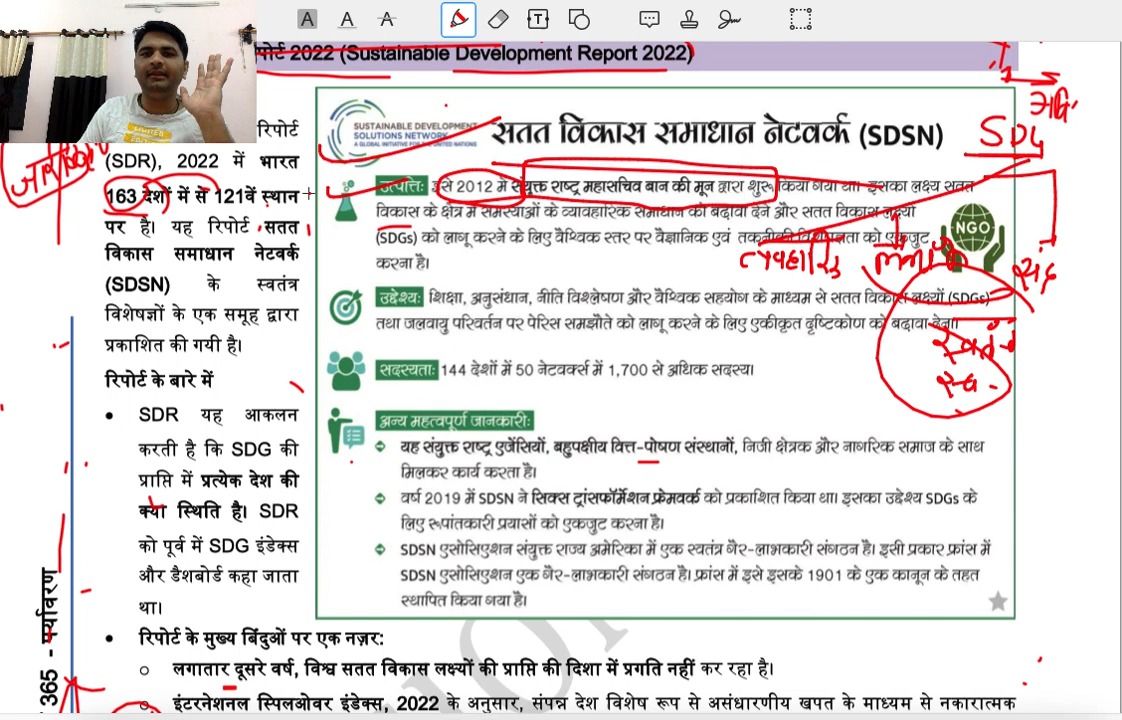 पोर्ट 2022 (Sustainable Development Report 2022)
रिपोर्ट
(SDR), 2022 में भारत
163 देशों में से 121वें स्थान
पर है। यह रिपोर्ट सतत
विकास समाधान नेटवर्क
(SDSN) के स्वतंत्र
विशेषज्ञों के एक समूह द्वारा
प्रकाशित की गयी है।
रिपोर्ट के बारे में
• SDR यह आकलन
करती है कि SDG की
प्राप्ति में प्रत्येक देश की
क्या स्थिति है। SDR
को पूर्व में SDG इंडेक्स
और डैशबोर्ड कहा जाता
था।
SUSTAINABLE DEVELOPMENT
SOLUTIONS NETWORK
A GLOBAL INITIATIVE FOR THE UNITED NATIONS
सतत विकास समाधान नेटवर्क (SDSN)
SDG
उत्पत्ति: इसे 2012 में संयुक्त राष्ट्र महासचिव बान की मून द्वारा शुरू किया गया था। इसका लक्ष्य सतत
विकास के क्षेत्र में समस्याओं के व्यावहारिक समाधान को बढ़ावा देने और सतत विकास लक्ष्यों
(SDGs) को लागू करने के लिए वैश्विक स्तर पर वैज्ञानिक एवं तकनीकी विशेषज्ञता को एकजुट
करना है।
NGO
उद्देश्य: शिक्षा, अनुसंधान, नीति विश्लेषण और वैश्विक सहयोग के माध्यम से सतत विकास लक्ष्यों (SDGs)
तथा जलवायु परिवर्तन पर पेरिस समझौते को लागू करने के लिए एकीकृत दृष्टिकोण को बढ़ावा देना।
सदस्यता: 144 देशों में 50 नेटवर्क्स में 1,700 से अधिक सदस्य।
अन्य महत्वपूर्ण जानकारी:
यह संयुक्त राष्ट्र एजेंसियों, बहुपक्षीय वित्त-पोषण संस्थानों, निजी क्षेत्रक और नागरिक समाज के साथ
मिलकर कार्य करता है।
वर्ष 2019 में SDSN ने सिक्स ट्रांसफॉर्मेशन फ्रेमवर्क को प्रकाशित किया था। इसका उद्देश्य SDGs के
लिए रूपांतकारी प्रयासों को एकजुट करना है।
SDSN एसोसिएशन संयुक्त राज्य अमेरिका में एक स्वतंत्र गैर-लाभकारी संगठन है। इसी प्रकार फ्रांस में
SDSN एसोसिएशन एक गैर-लाभकारी संगठन है। फ्रांस में इसे इसके 1901 के एक कानून के तहत
स्थापित किया गया है।
• रिपोर्ट के मुख्य बिंदुओं पर एक नज़र:
○ लगातार दूसरे वर्ष, विश्व सतत विकास लक्ष्यों की प्राप्ति की दिशा में प्रगति नहीं कर रहा है।
○ इंटरनेशनल स्पिलओवर इंडेक्स, 2022 के अनुसार, संपन्न देश विशेष रूप से असंधारणीय खपत के माध्यम से नकारात्मक
365 - पर्यावरण